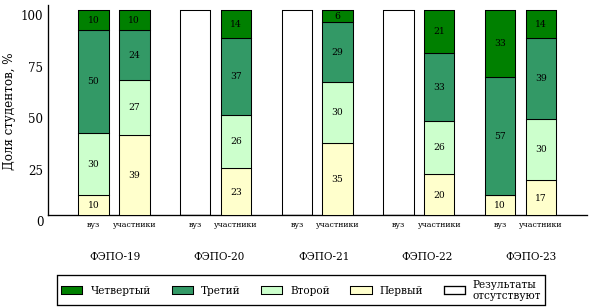 Доля студентов, %
100
75
50
25
0
10 10 14 6 21 33 14
50 24 37 29 33 57 39
30 27 26 30 26 30
10 39 23 35 20 10 17
вуз участники вуз участники вуз участники вуз участники вуз участники
ФЭПО-19 ФЭПО-20 ФЭПО-21 ФЭПО-22 ФЭПО-23
Четвертый Третий Второй Первый Результаты
отсутствуют